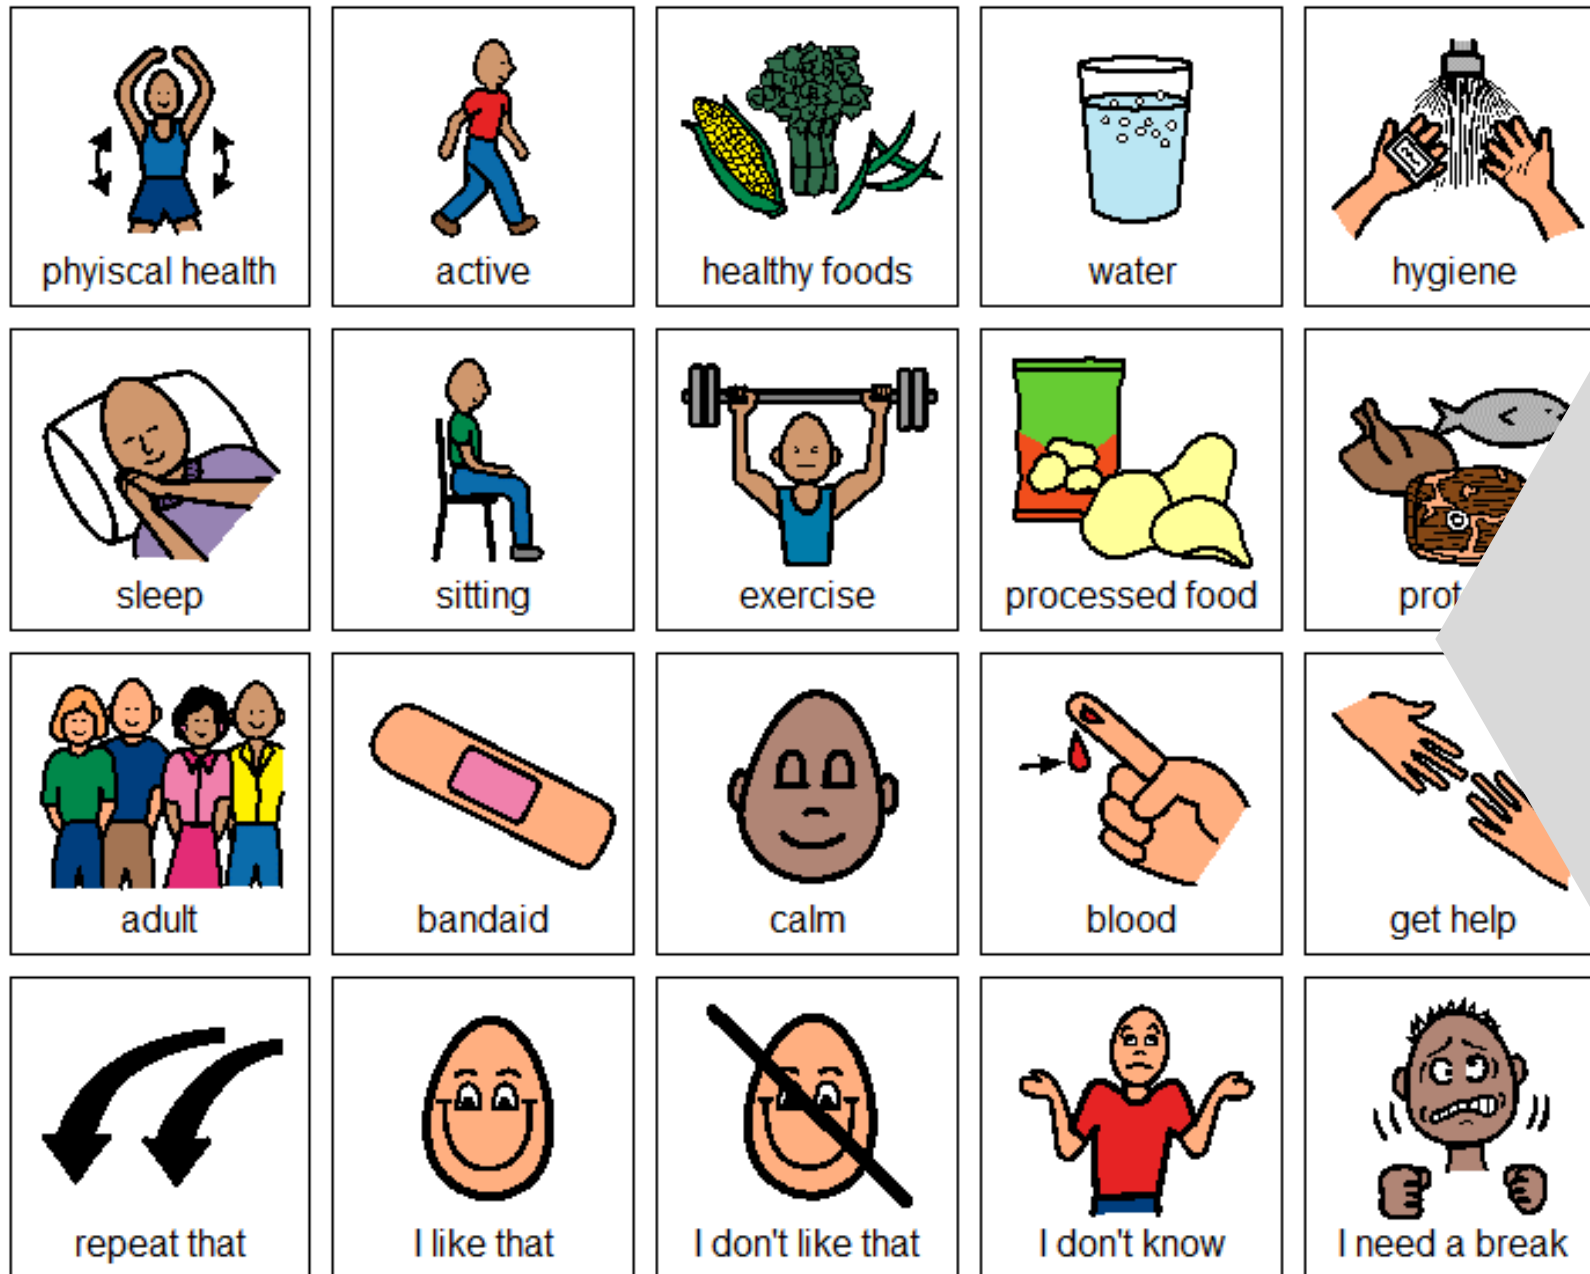 phyiscal health
active
healthy foods
water
hygiene
sleep
sitting
exercise
processed food
adult
bandaid
calm
blood
get help
repeat that
I like that
I don't like that
I don't know
I need a break